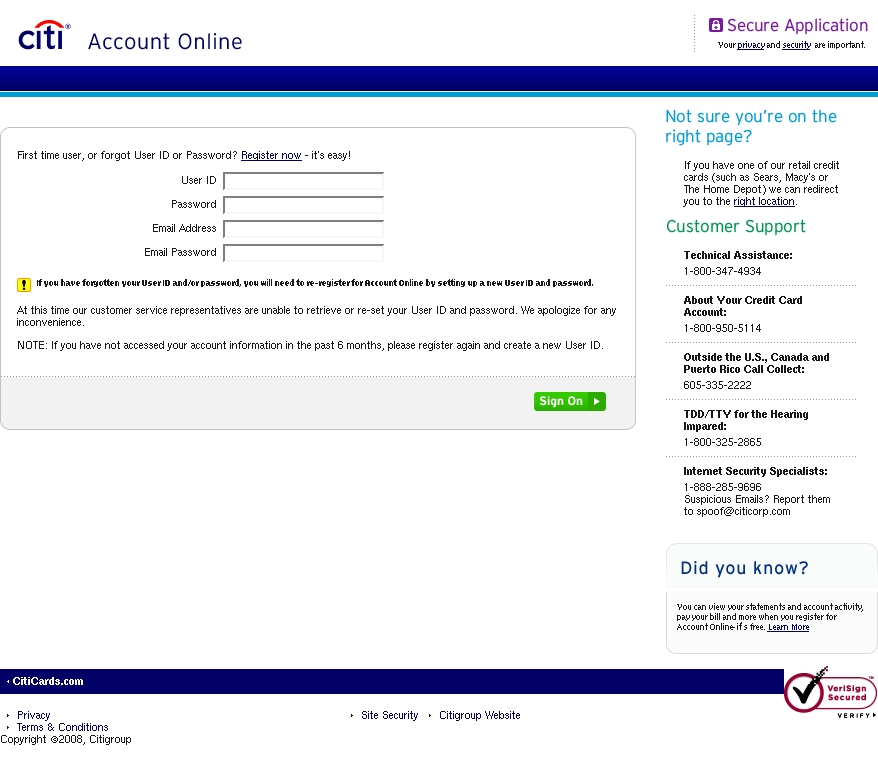 citi® Account Online
Secure Application
Your privacy and security are important.
Not sure you're on the
right page?
If you have one of our retail credit
cards (such as Sears, Macy's or
The Home Depot) we can redirect
you to the right location.
First time user, or forgot User ID or Password? Register now - it's easy!
User ID
Password
Email Address
Email Password
If you have forgotten your User ID and/or password, you will need to re-register for Account Online by setting up a new User ID and password.
At this time our customer service representatives are unable to retrieve or re-set your User ID and password. We apologize for any
inconvenience.
NOTE: If you have not accessed your account information in the past 6 months, please register again and create a new User ID.
Sign On
Customer Support
Technical Assistance:
1-800-347-4934
About Your Credit Card
Account:
1-800-950-5114
Outside the U.S., Canada and
Puerto Rico Call Collect:
605-335-2222
TDD/TTY for the Hearing
Impared:
1-800-325-2865
Internet Security Specialists:
1-888-285-9696
Suspicious Emails? Report them
to spoof@citicorp.com
Did you know?
You can view your statements and account activity,
pay your bill and more when you register for
Account Online-it's free. Learn More
CitiCards.com
VeriSign™
Secured
VERIFY
Privacy
Terms & Conditions
Site Security
Citigroup Website
Copyright ©2008, Citigroup